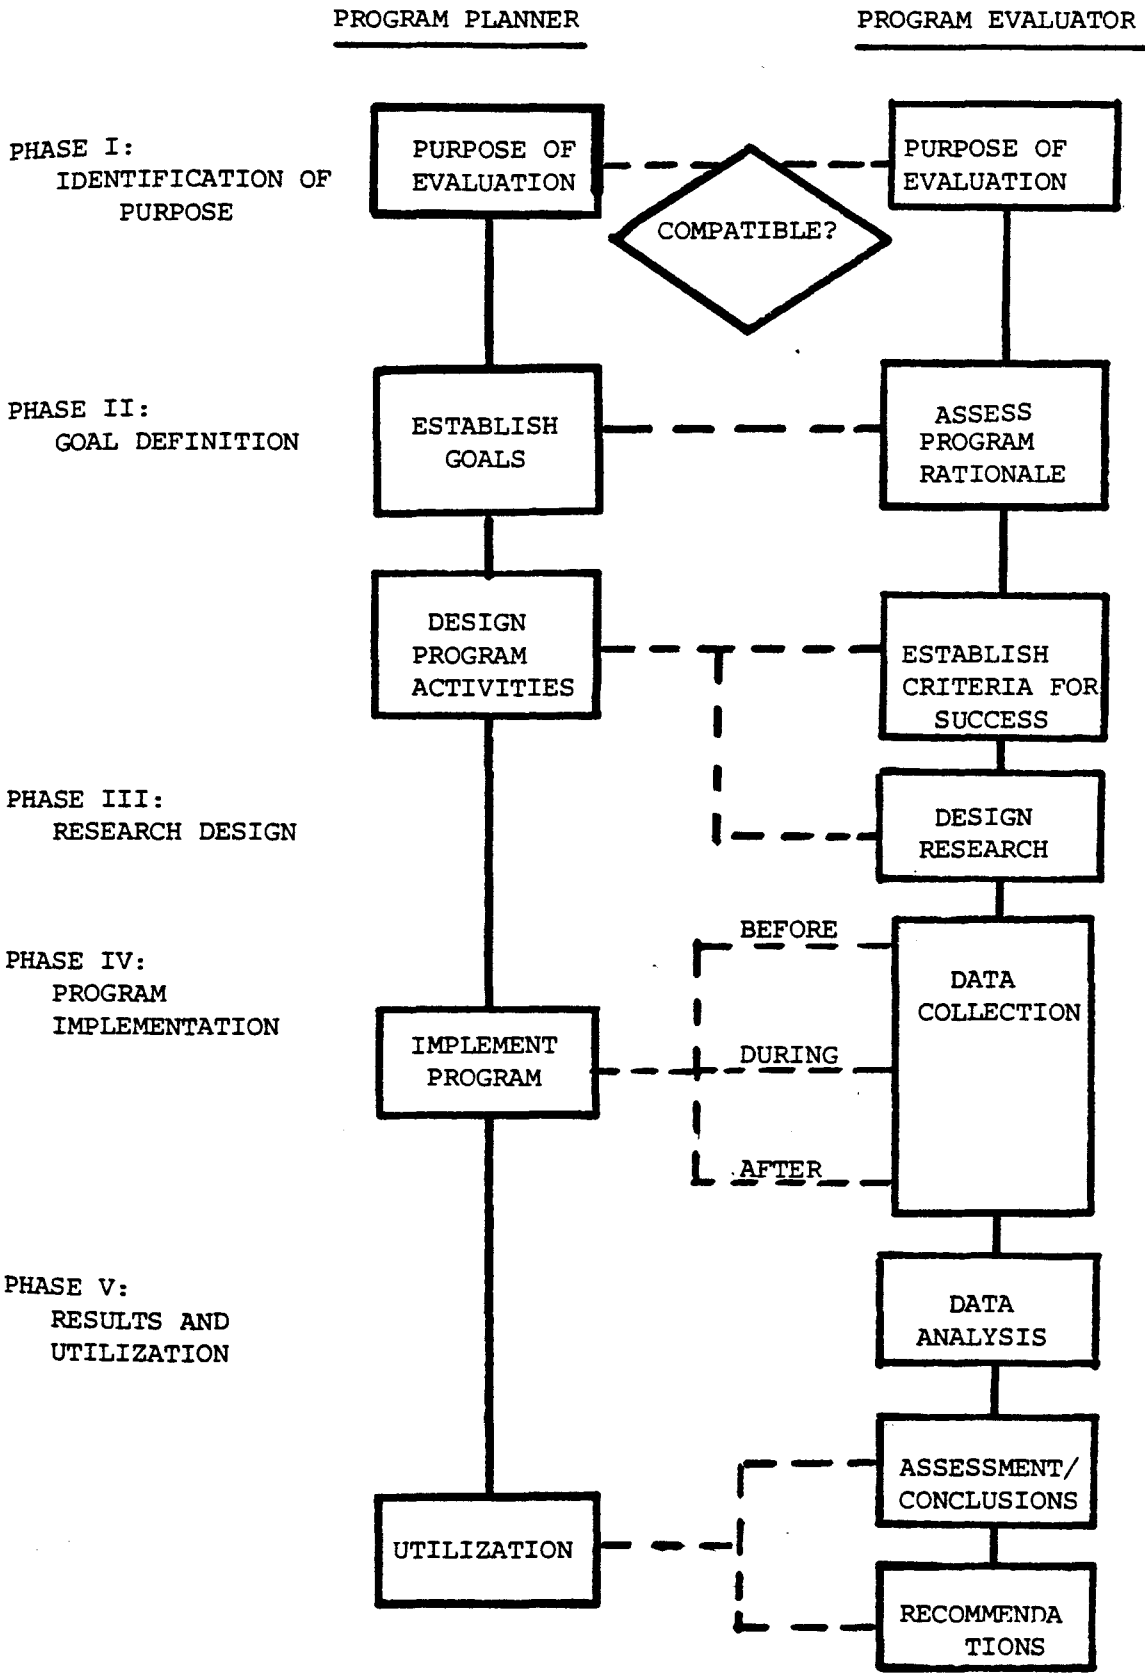 PROGRAM PLANNER
PROGRAM EVALUATOR
PHASE I:
IDENTIFICATION OF
PURPOSE
PURPOSE OF
EVALUATION
COMPATIBLE?
PURPOSE OF
EVALUATION
PHASE II:
GOAL DEFINITION
ESTABLISH
GOALS
ASSESS
PROGRAM
RATIONALE
DESIGN
PROGRAM
ACTIVITIES
ESTABLISH
CRITERIA FOR
SUCCESS
PHASE III:
RESEARCH DESIGN
DESIGN
RESEARCH
PHASE IV:
PROGRAM
IMPLEMENTATION
IMPLEMENT
PROGRAM
BEFORE
DURING
AFTER
DATA
COLLECTION
PHASE V:
RESULTS AND
UTILIZATION
DATA
ANALYSIS
ASSESSMENT/
CONCLUSIONS
UTILIZATION
RECOMMENDA
TIONS